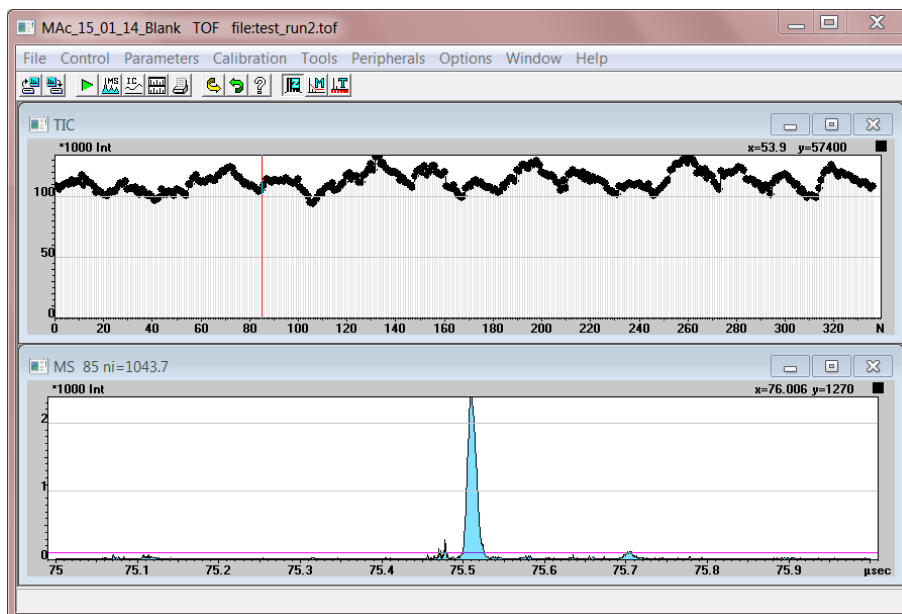 MAc_15_01_14_Blank TOF file:test_run2.tof
File Control Parameters Calibration Tools Peripherals Options Window Help
MS IC M T
TIC
*1000 Int x=53.9 y=57400
100
50
0
0 20 40 60 80 100 120 140 160 180 200 220 240 260 280 300 320 N
MS 85 ni=1043.7
*1000 Int x=76.006 y=1270
2
1
0
75 75.1 75.2 75.3 75.4 75.5 75.6 75.7 75.8 75.9 µsec